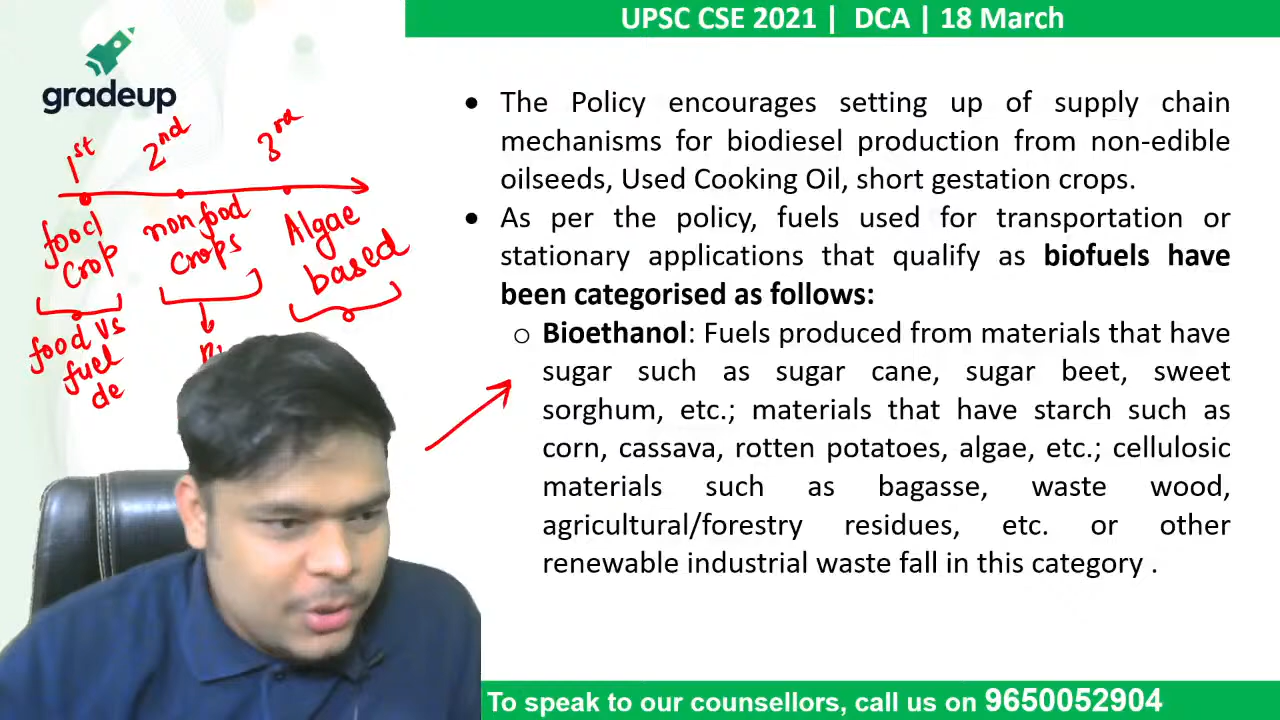 UPSC CSE 2021 | DCA | 18 March
gradeup
1st 2nd 3rd
food crop
non food crops
Algae based
food vs fuel de
The Policy encourages setting up of supply chain
mechanisms for biodiesel production from non-edible
oilseeds, Used Cooking Oil, short gestation crops.
As per the policy, fuels used for transportation or
stationary applications that qualify as biofuels have
been categorised as follows:
Bioethanol: Fuels produced from materials that have
sugar such as sugar cane, sugar beet, sweet
sorghum, etc.; materials that have starch such as
corn, cassava, rotten potatoes, algae, etc.; cellulosic
materials such as bagasse, waste wood,
agricultural/forestry residues, etc. or other
renewable industrial waste fall in this category .
To speak to our counsellors, call us on 9650052904